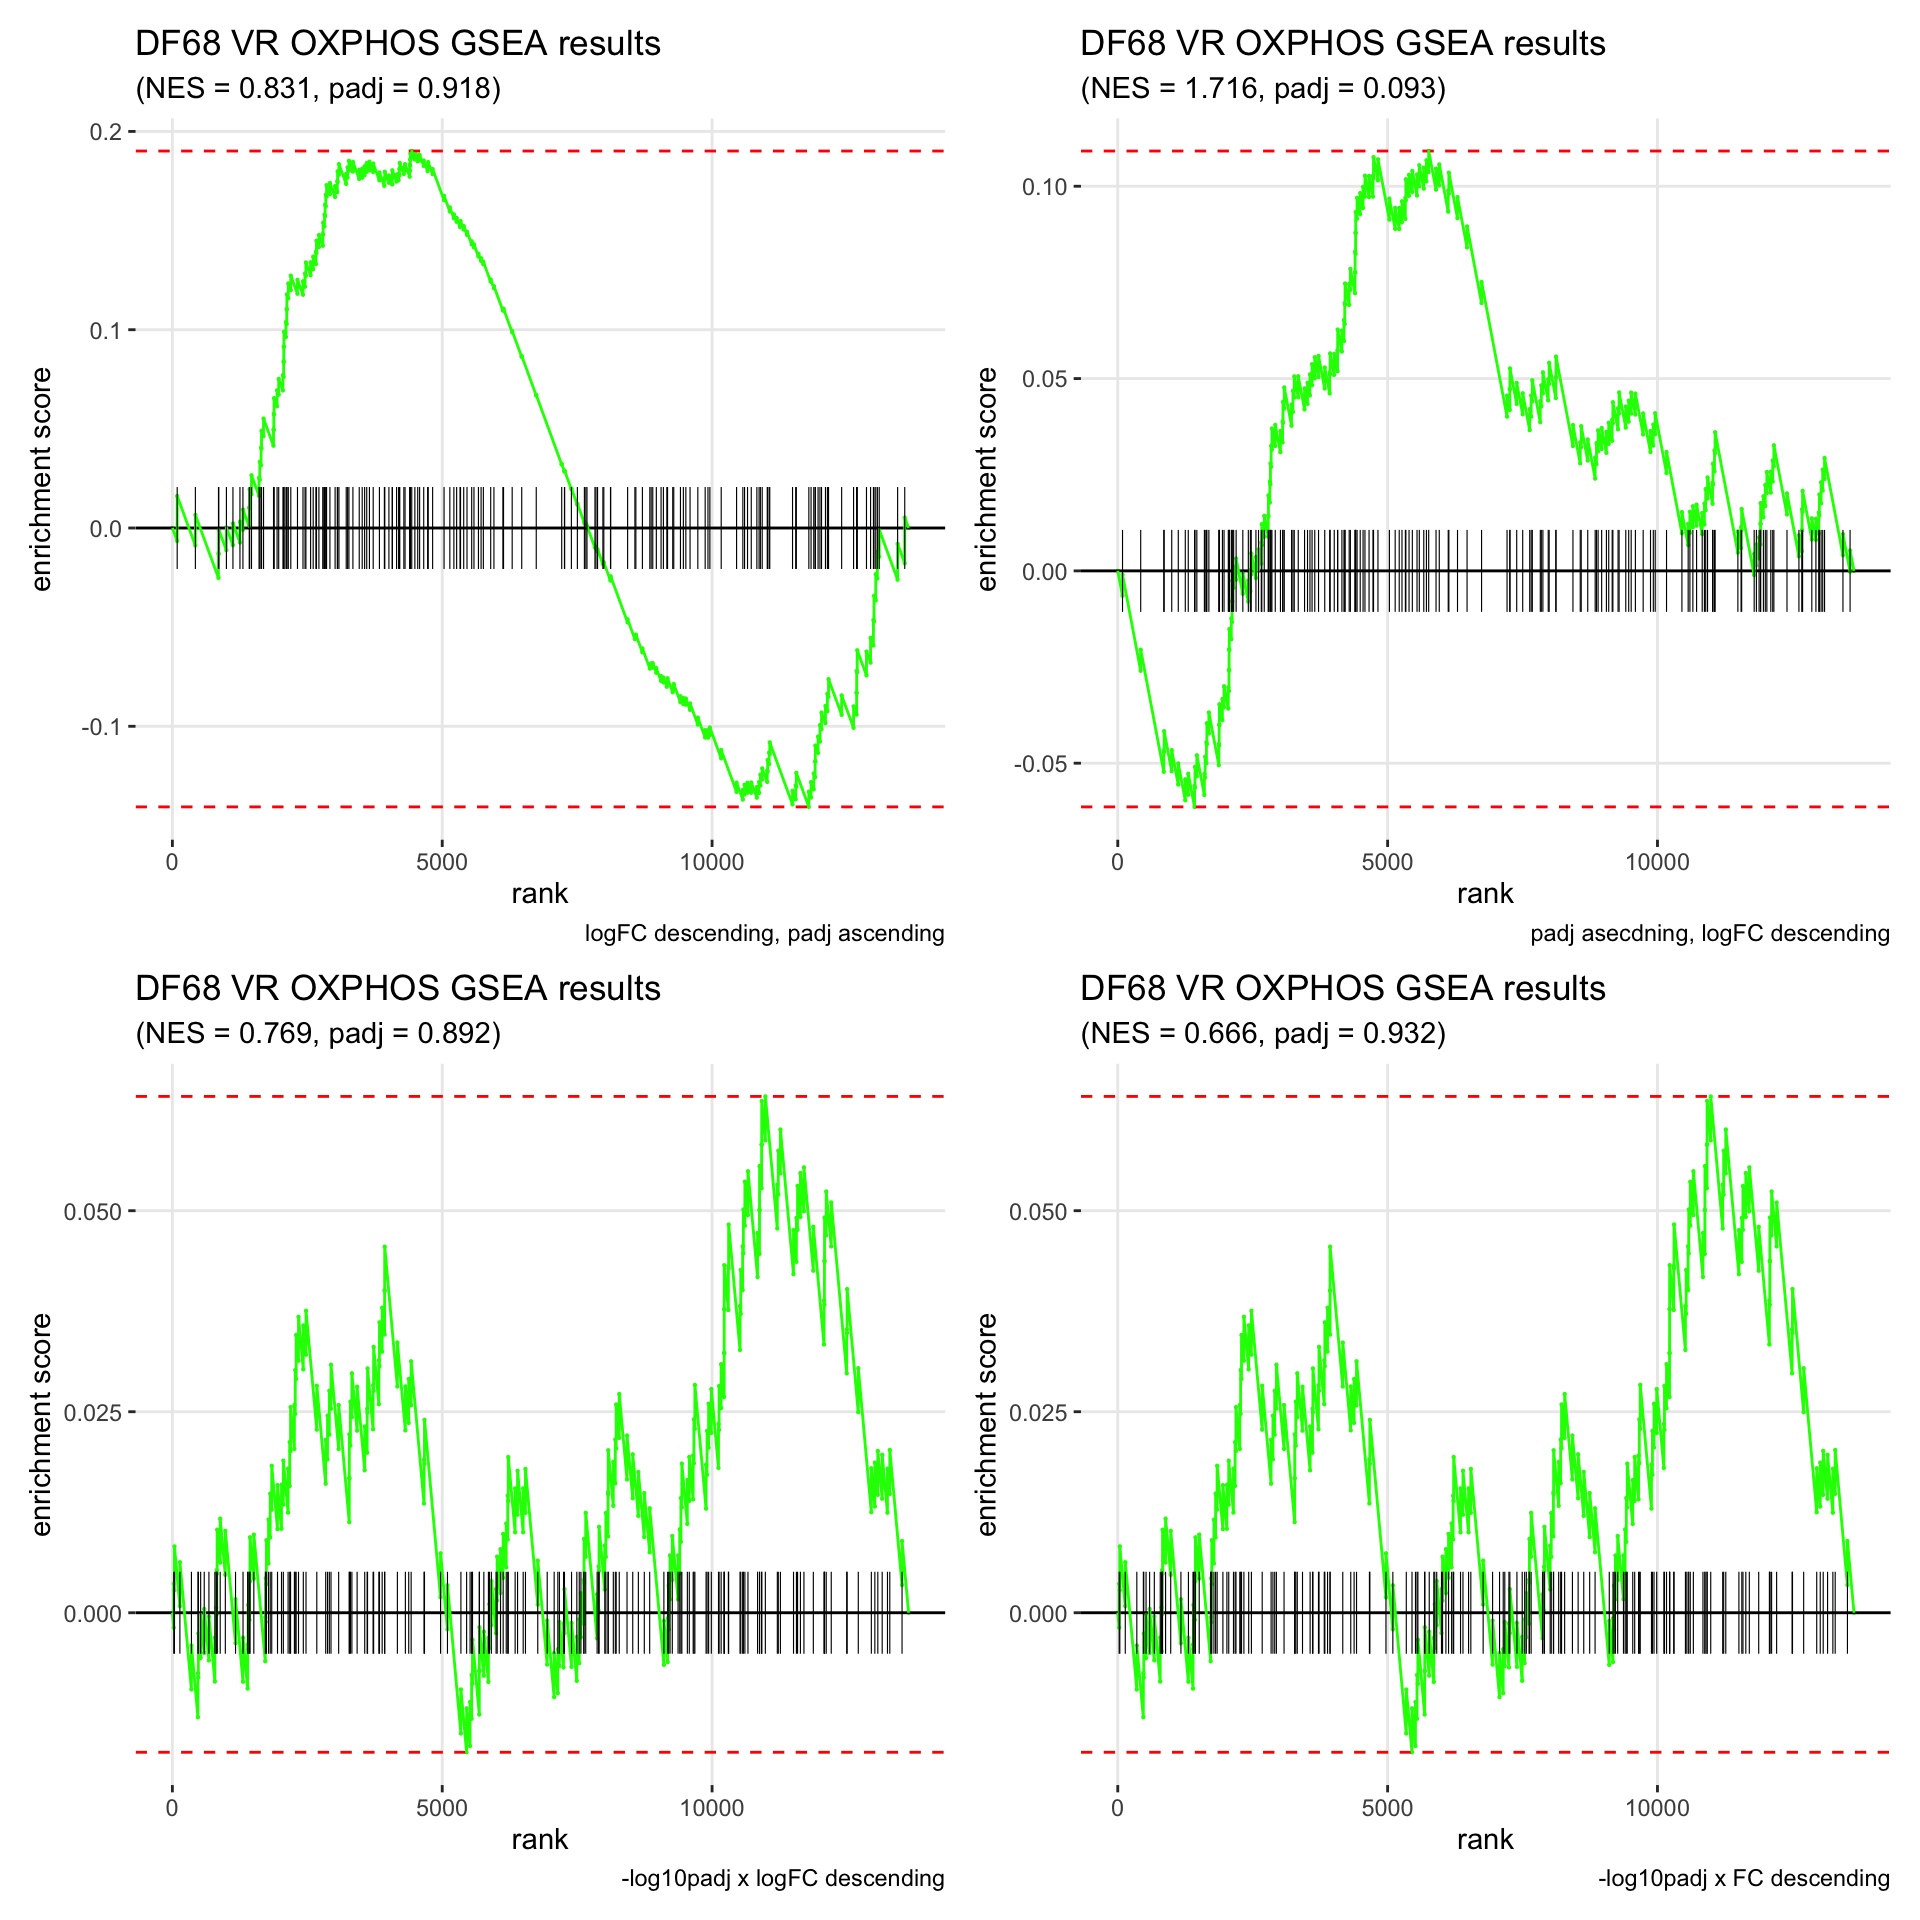 DF68 VR OXPHOS GSEA results
(NES = 0.831, padj = 0.918)
enrichment score
0.2
0.1
0.0
-0.1
0
5000
10000
rank
logFC descending, padj ascending
DF68 VR OXPHOS GSEA results
(NES = 1.716, padj = 0.093)
enrichment score
0.10
0.05
0.00
-0.05
0
5000
10000
rank
padj asecdning, logFC descending
DF68 VR OXPHOS GSEA results
(NES = 0.769, padj = 0.892)
enrichment score
0.050
0.025
0.000
0
5000
10000
rank
-log10padj x logFC descending
DF68 VR OXPHOS GSEA results
(NES = 0.666, padj = 0.932)
enrichment score
0.050
0.025
0.000
0
5000
10000
rank
-log10padj x FC descending